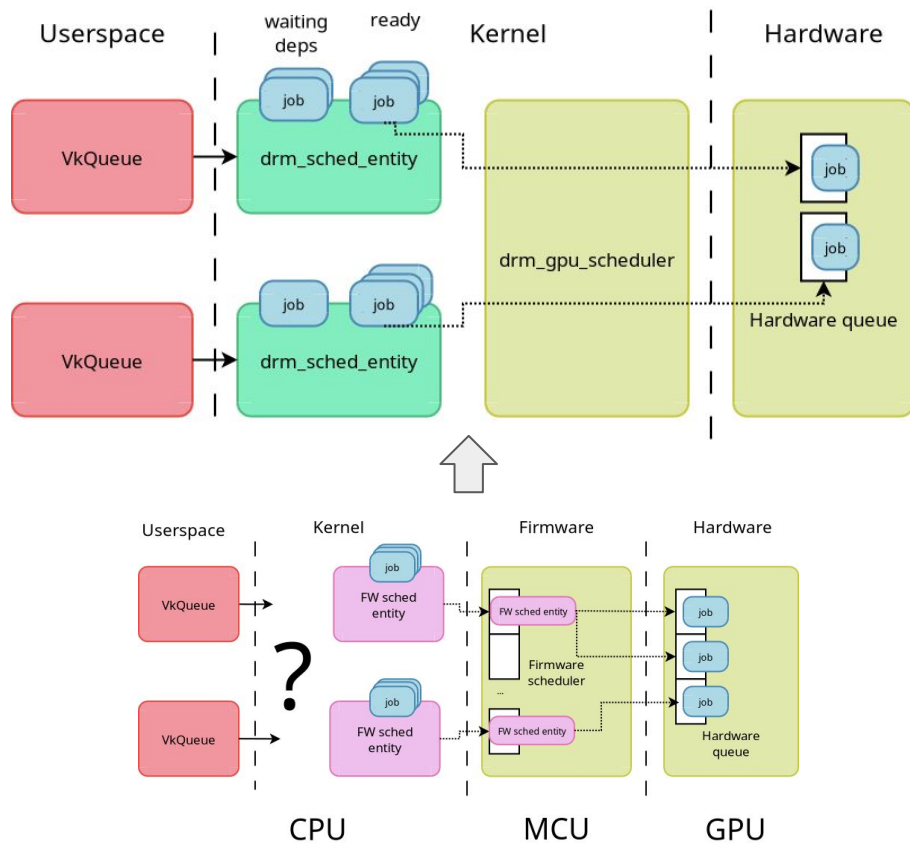 Userspace
waiting
deps
ready
Kernel
Hardware
job
job
VkQueue
drm_sched_entity
job
job
drm_gpu_scheduler
Hardware queue
job
job
VkQueue
drm_sched_entity
Userspace
Kernel
Firmware
Hardware
job
VkQueue
FW sched
entity
FW sched entity
job
?
Firmware
scheduler
job
...
job
job
VkQueue
FW sched
entity
FW sched entity
Hardware
queue
CPU
MCU
GPU